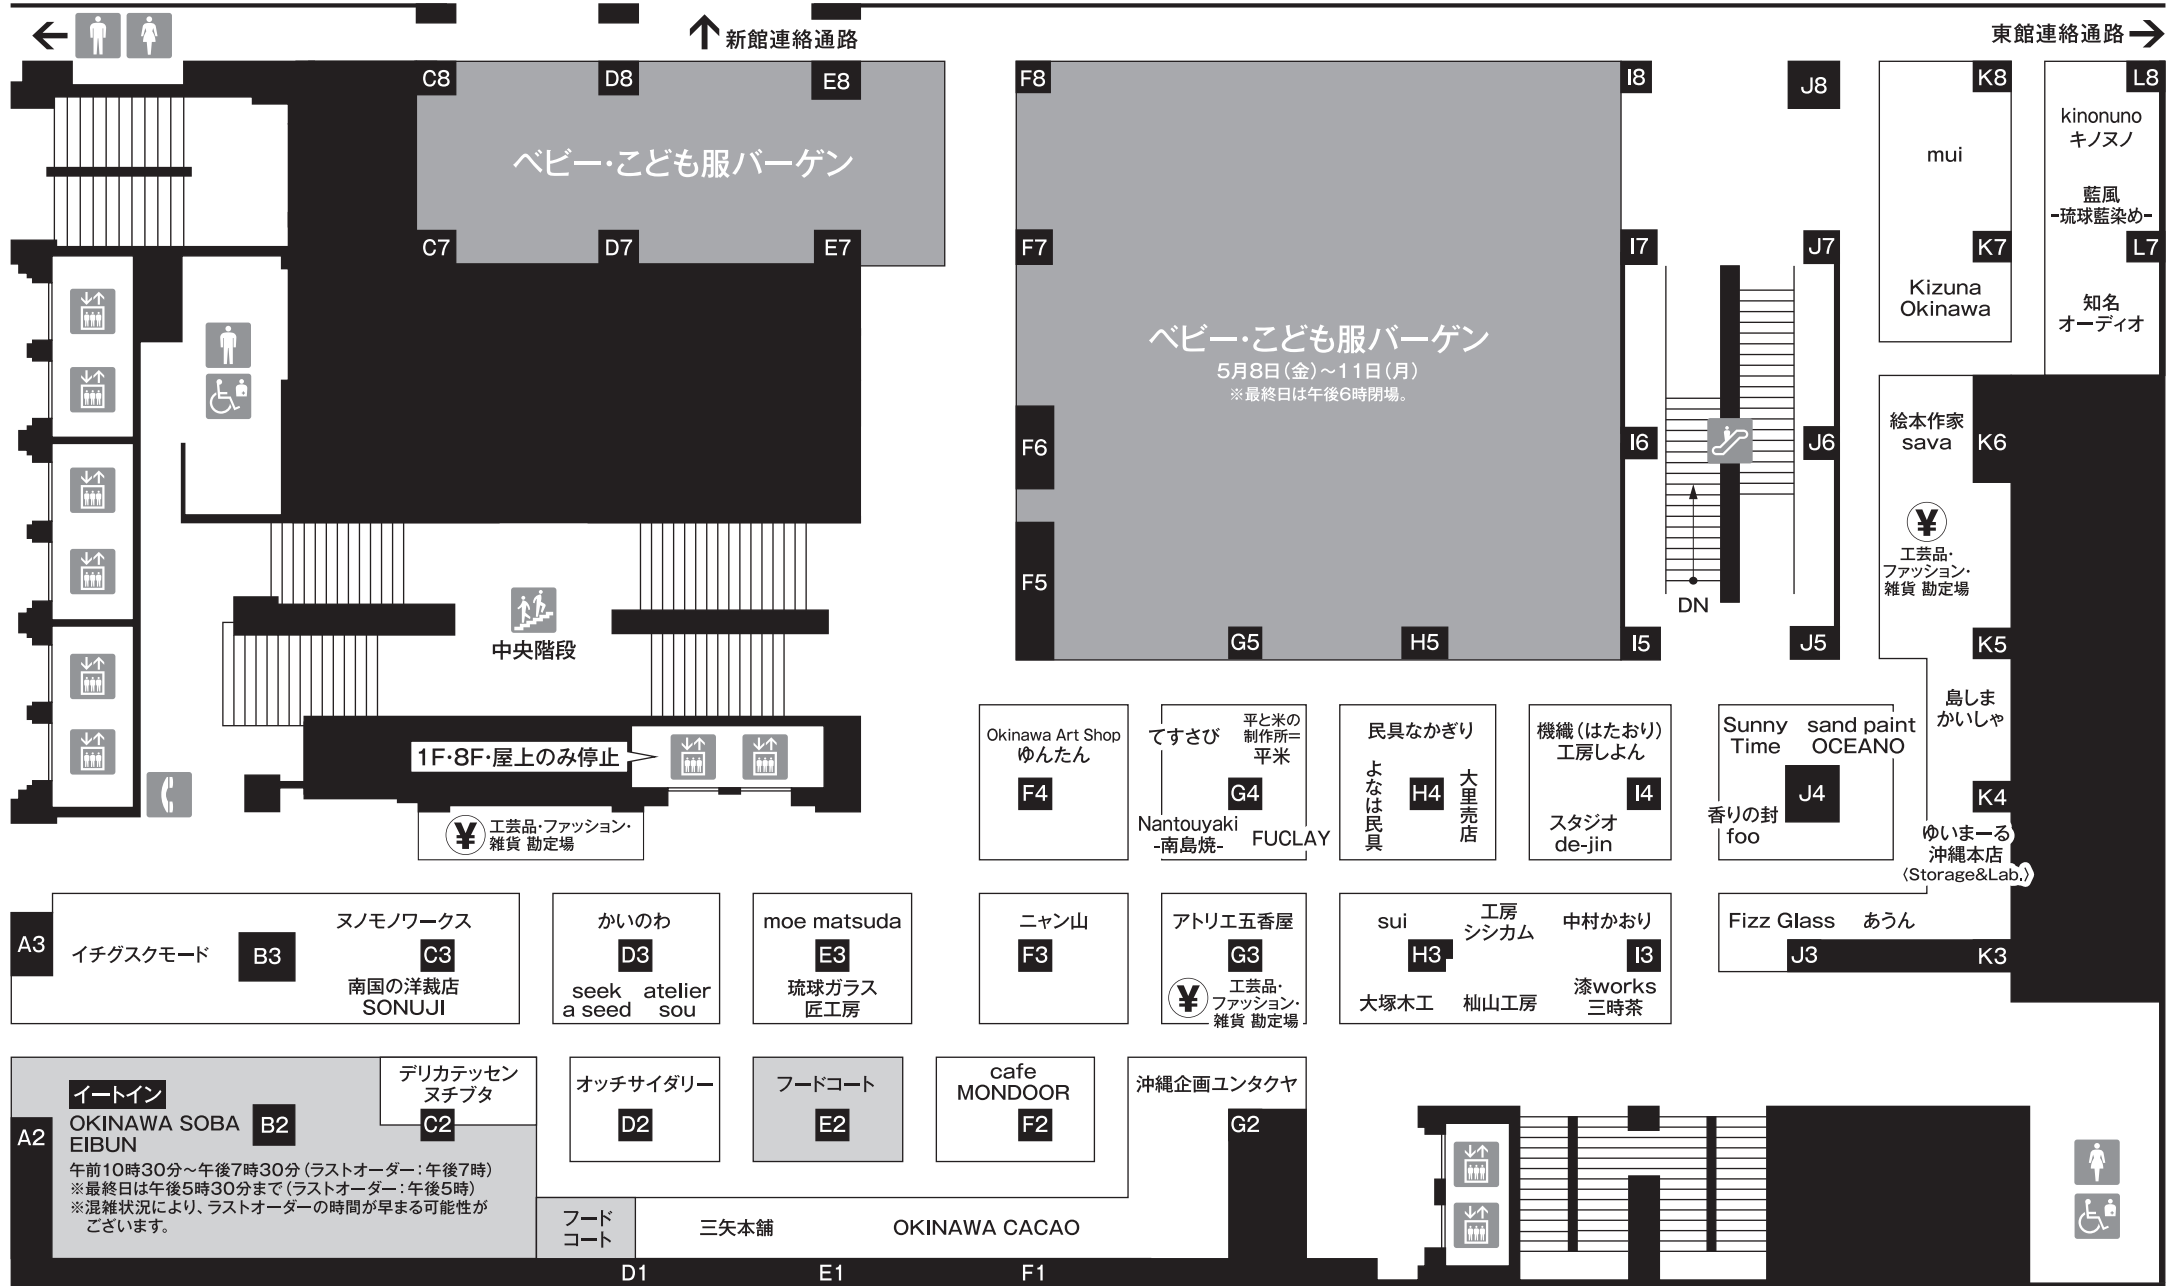 新館連絡通路
東館連絡通路
C8
D8
E8
F8
I8
J8
K8
L8
ベビー・こども服バーゲン
mui
kinonuno
キノヌノ
藍風
-琉球藍染め-
C7
D7
E7
F7
I7
J7
K7
L7
Kizuna
Okinawa
知名
オーディオ
ベビー・こども服バーゲン
5月8日(金)～11日(月)
※最終日は午後6時閉場。
F6
I6
J6
K6
絵本作家
sava
¥
工芸品・
ファッション・
雑貨 勘定場
F5
G5
H5
I5
DN
J5
K5
中央階段
1F・8F・屋上のみ停止
¥
工芸品・ファッション・
雑貨 勘定場
Okinawa Art Shop
ゆんたん
F4
てすさび
平と米の
制作所＝
平米
G4
Nantouyaki
-南島焼-
FUCLAY
民具なかぎり
よなは民具
H4
大里売店
機織(はたおり)
工房しよん
I4
スタジオ
de-jin
Sunny
Time
sand paint
OCEANO
J4
香りの封
foo
島しま
かいしゃ
K4
ゆいまーる
沖縄本店
〈Storage&Lab.〉
A3
イチグスクモード
B3
ヌノモノワークス
C3
南国の洋裁店
SONUJI
かいのわ
D3
seek
a seed
atelier
sou
moe matsuda
E3
琉球ガラス
匠工房
ニャン山
F3
アトリエ五香屋
G3
¥
工芸品・
ファッション・
雑貨 勘定場
sui
工房
シシカム
中村かおり
H3
I3
大塚木工
杣山工房
漆works
三時茶
Fizz Glass
あうん
J3
K3
A2
イートイン
OKINAWA SOBA
EIBUN
B2
午前10時30分～午後7時30分(ラストオーダー：午後7時)
※最終日は午後5時30分まで(ラストオーダー：午後5時)
※混雑状況により、ラストオーダーの時間が早まる可能性が
ございます。
デリカテッセン
ヌチブタ
C2
オッチサイダリー
D2
フードコート
E2
cafe
MONDOOR
F2
沖縄企画ユンタクヤ
G2
フード
コート
三矢本舗
OKINAWA CACAO
D1
E1
F1